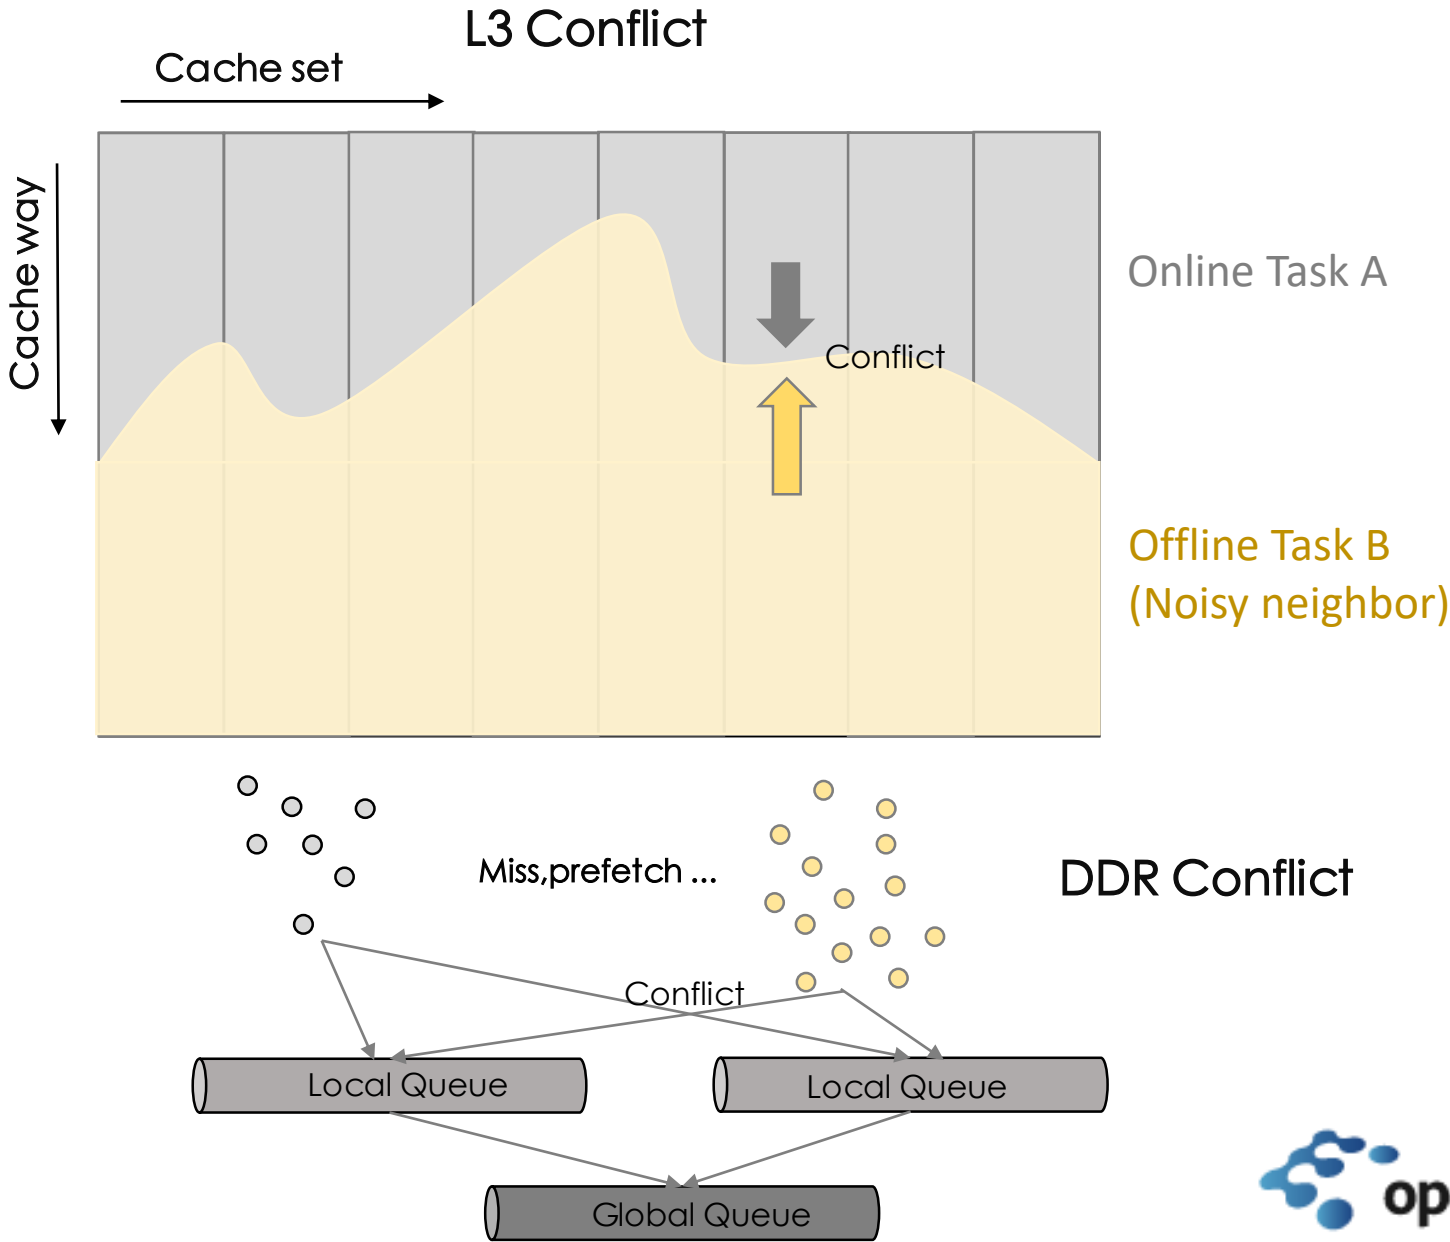 L3 Conflict
Cache set
Cache way
Online Task A
Conflict
Offline Task B
(Noisy neighbor)
Miss,prefetch ...
DDR Conflict
Conflict
Local Queue
Local Queue
Global Queue
op